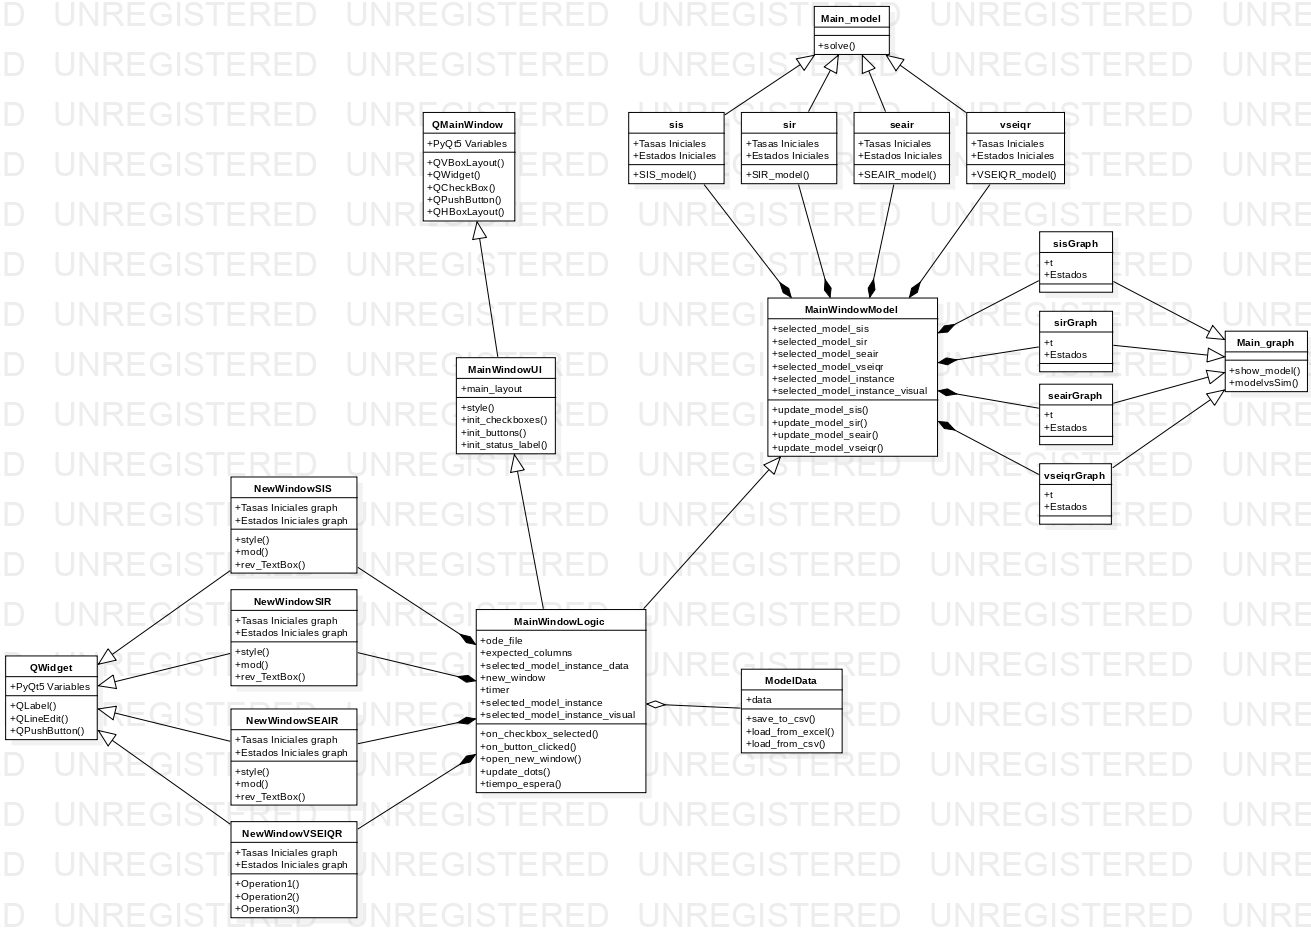 Main_model
+solve()
QMainWindow
+PyQt5 Variables
+QVBoxLayout()
+QWidget()
+QCheckBox()
+QPushButton()
+QHBoxLayout()
sis
+Tasas Iniciales
+Estados Iniciales
+SIS_model()
sir
+Tasas Iniciales
+Estados Iniciales
+SIR_model()
seair
+Tasas Iniciales
+Estados Iniciales
+SEAIR_model()
vseiqr
+Tasas Iniciales
+Estados Iniciales
+VSEIQR_model()
sisGraph
+t
+Estados
MainWindowModel
+selected_model_sis
+selected_model_sir
+selected_model_seair
+selected_model_vseiqr
+selected_model_instance
+selected_model_instance_visual
+update_model_sis()
+update_model_sir()
+update_model_seair()
+update_model_vseiqr()
sirGraph
+t
+Estados
Main_graph
+show_model()
+modelvsSim()
seairGraph
+t
+Estados
vseiqrGraph
+t
+Estados
MainWindowUI
+main_layout
+style()
+init_checkboxes()
+init_buttons()
+init_status_label()
NewWindowSIS
+Tasas Iniciales graph
+Estados Iniciales graph
+style()
+mod()
+rev_TextBox()
NewWindowSIR
+Tasas Iniciales graph
+Estados Iniciales graph
+style()
+mod()
+rev_TextBox()
MainWindowLogic
+ode_file
+expected_columns
+selected_model_instance_data
+new_window
+timer
+selected_model_instance
+selected_model_instance_visual
+on_checkbox_selected()
+on_button_clicked()
+open_new_window()
+update_dots()
+tiempo_espera()
QWidget
+PyQt5 Variables
+QLabel()
+QLineEdit()
+QPushButton()
ModelData
+data
+save_to_csv()
+load_from_excel()
+load_from_csv()
NewWindowSEAIR
+Tasas Iniciales graph
+Estados Iniciales graph
+style()
+mod()
+rev_TextBox()
NewWindowVSEIQR
+Tasas Iniciales graph
+Estados Iniciales graph
+Operation1()
+Operation2()
+Operation3()
UNREGISTERED